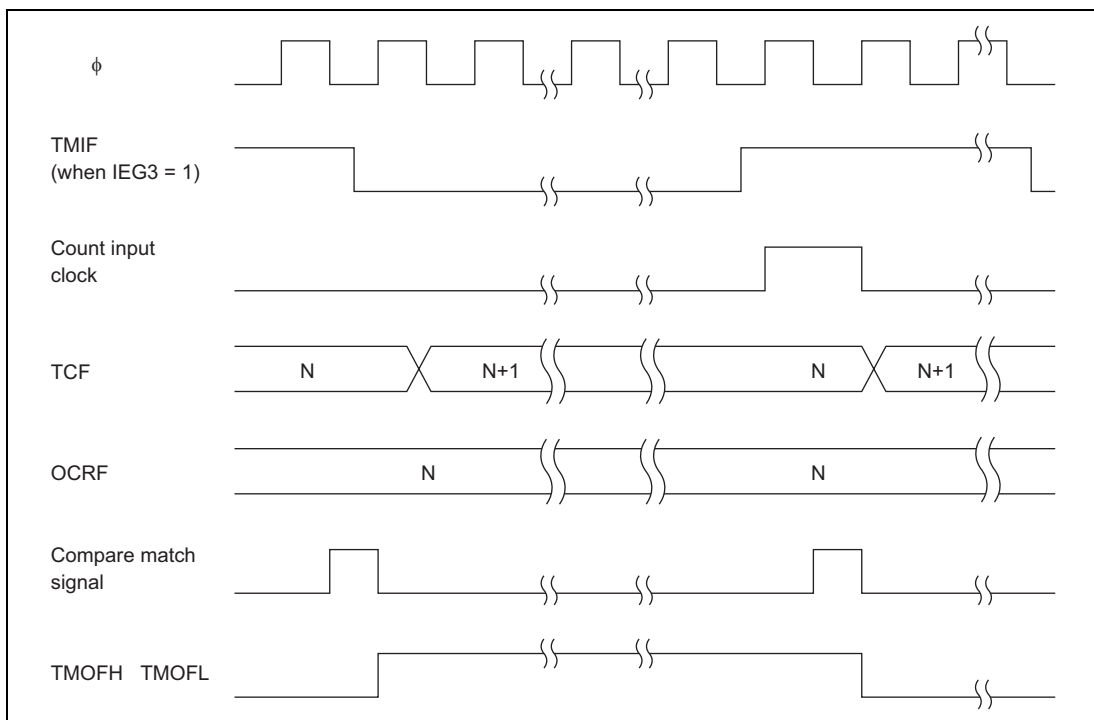 ϕ
TMIF
(when IEG3 = 1)
Count input
clock
TCF
N
N+1
N
N+1
OCRF
N
N
Compare match
signal
TMOFH TMOFL